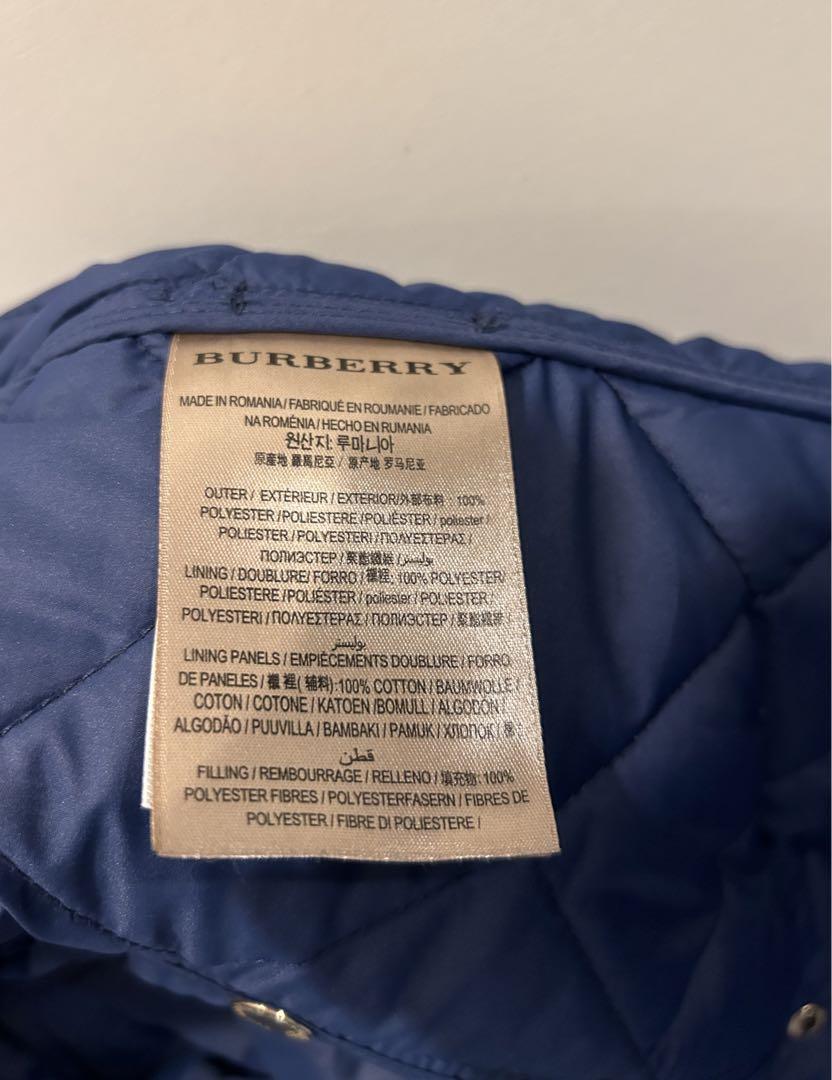 BURBERRY
MADE IN ROMANIA / FABRIQUÉ EN ROUMANIE / FABRICADO
NA ROMÉNIA / HECHO EN RUMANIA
원산지: 루마니아
原產地 羅馬尼亞 / 原产地 罗马尼亚
OUTER / EXTÉRIEUR / EXTERIOR/外部布料 : 100%
POLYESTER /POLIESTERE /POLIÉSTER / poliester /
POLIESTER / POLYESTERI / ΠΟΛΥΕΣΤΕΡΑΣ /
ПОЛИЭСТЕР / 聚酯纖維 / بوليستر
LINING / DOUBLURE/ FORRO / 襯裡: 100% POLYESTER/
POLIESTERE / POLIÉSTER / poliester / POLIESTER /
POLYESTERI / ΠΟΛΥΕΣΤΕΡΑΣ / ПОЛИЭСТЕР / 聚酯纖維 /
بوليستر
LINING PANELS / EMPIÈCEMENTS DOUBLURE / FORRO
DE PANELES / 襯 裡( 辅料):100% COTTON / BAUMWOLLE /
COTON / COTONE / KATOEN /BOMULL / ALGODÓN /
ALGODÃO / PUUVILLA / BAMBAKI / PAMUK / ХЛОПОК / 棉 /
قطن
FILLING / REMBOURRAGE / RELLENO / 填充物: 100%
POLYESTER FIBRES / POLYESTERFASERN / FIBRES DE
POLYESTER / FIBRE DI POLIESTERE /